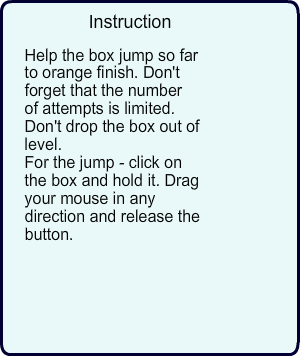 Instruction
Help the box jump so far
to orange finish. Don't
forget that the number
of attempts is limited.
Don't drop the box out of
level.
For the jump - click on
the box and hold it. Drag
your mouse in any
direction and release the
button.